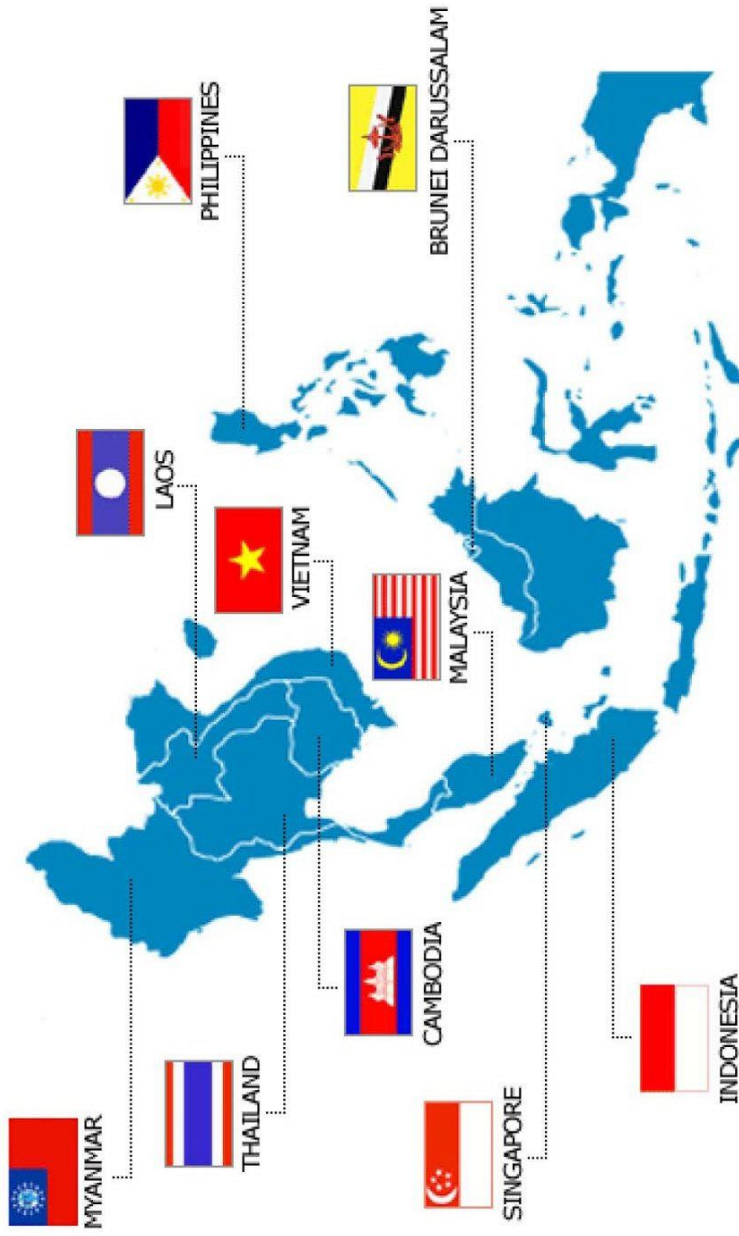 MYANMAR
LAOS
PHILIPPINES
THAILAND
VIETNAM
CAMBODIA
MALAYSIA
BRUNEI DARUSSALAM
SINGAPORE
INDONESIA